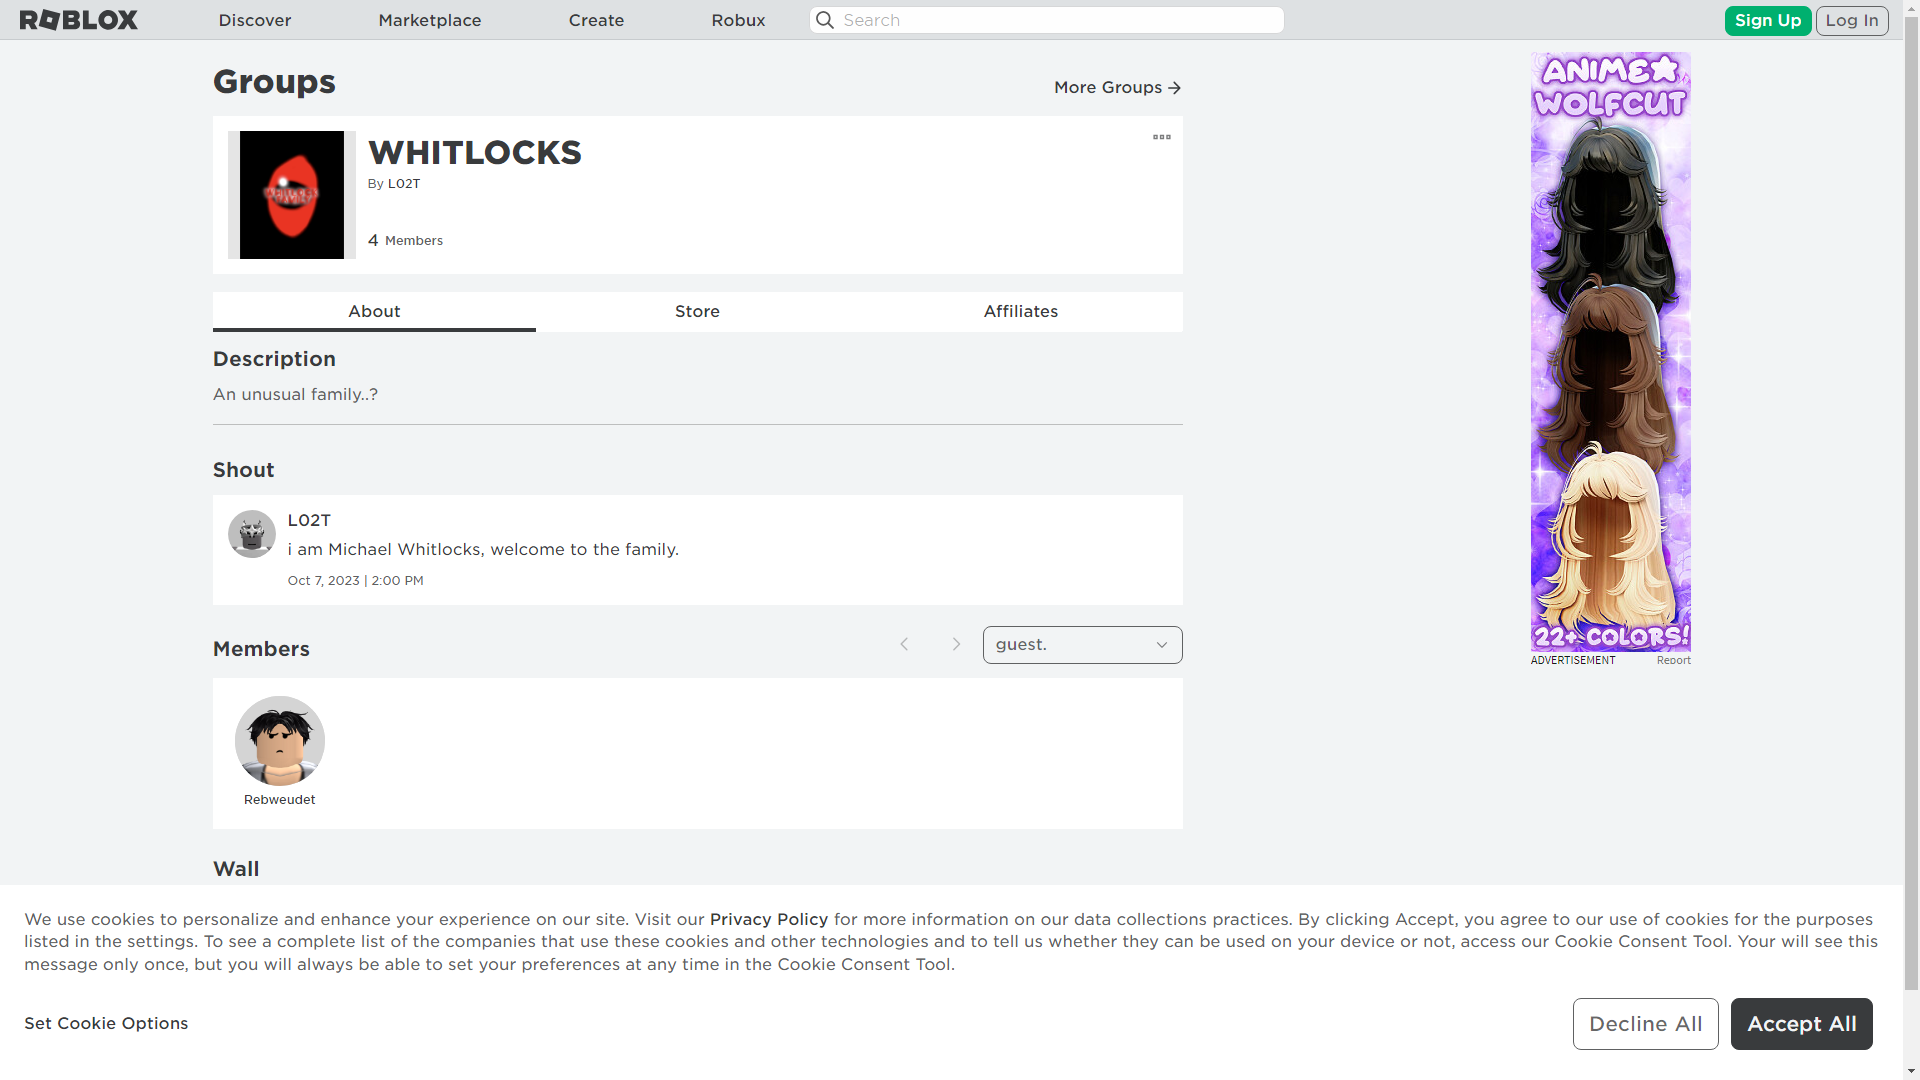 ROBLOX Discover Marketplace Create Robux Search Sign Up Log In
Groups
More Groups
WHITLOCKS
By L02T
4 Members
About Store Affiliates
Description
An unusual family..?
Shout
L02T
i am Michael Whitlocks, welcome to the family.
Oct 7, 2023 | 2:00 PM
Members
guest.
Rebweudet
Wall
ANIME
WOLFCUT
22+ COLORS!
ADVERTISEMENT Report
We use cookies to personalize and enhance your experience on our site. Visit our Privacy Policy for more information on our data collections practices. By clicking Accept, you agree to our use of cookies for the purposes
listed in the settings. To see a complete list of the companies that use these cookies and other technologies and to tell us whether they can be used on your device or not, access our Cookie Consent Tool. Your will see this
message only once, but you will always be able to set your preferences at any time in the Cookie Consent Tool.
Set Cookie Options
Decline All Accept All